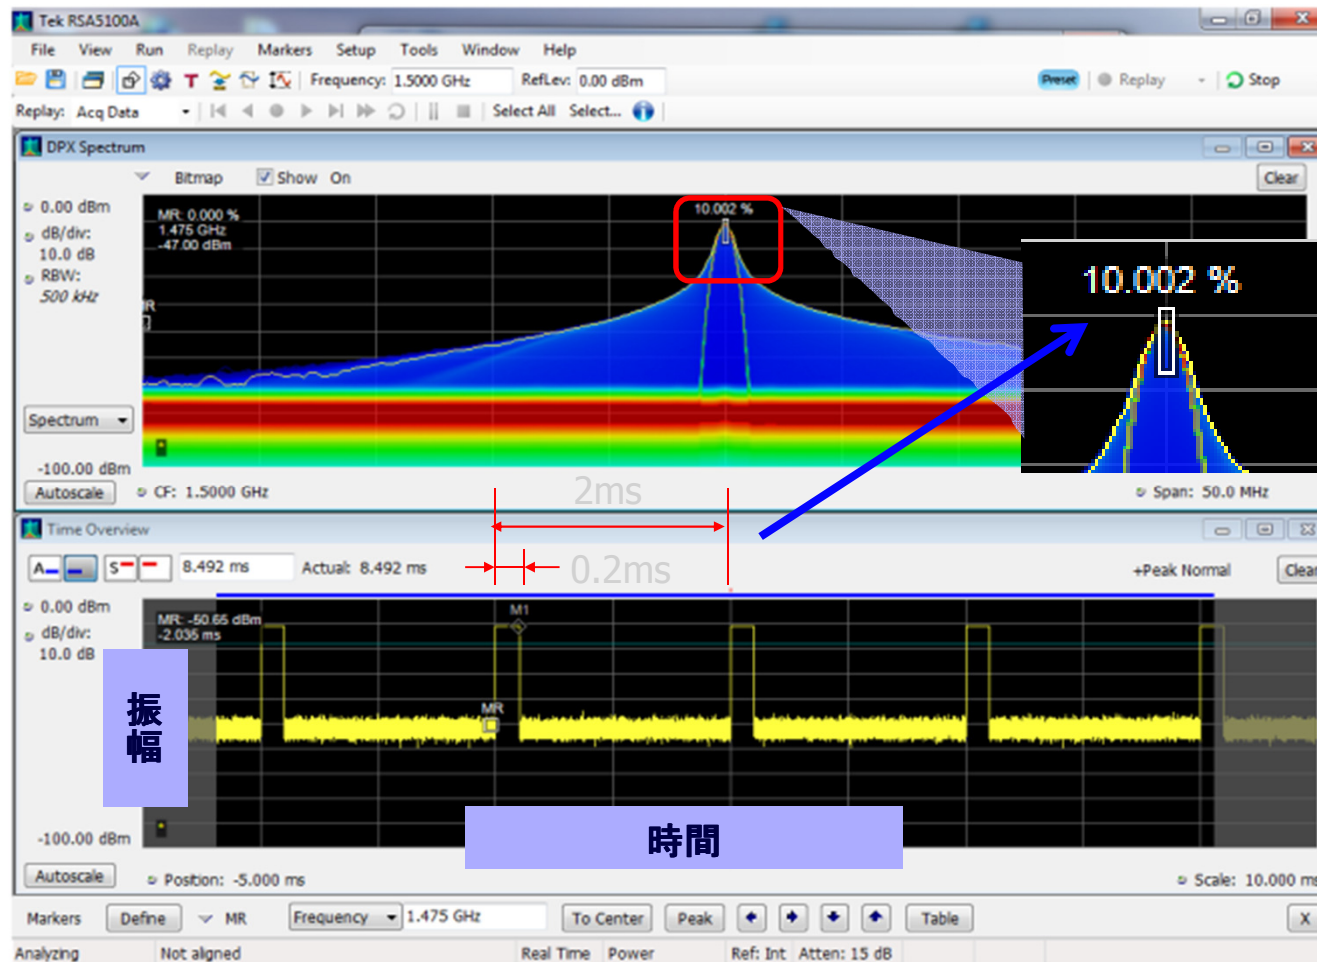 Tek RSA5100A
File View Run Replay Markers Setup Tools Window Help
Frequency: 1.5000 GHz RefLev: 0.00 dBm Preset Replay Stop
Replay: Acq Data Select All Select...
DPX Spectrum
Bitmap Show On Clear
0.00 dBm
dB/div:
10.0 dB
RBW:
500 kHz
MR: 0.000 %
1.475 GHz
-47.00 dBm
10.002 %
10.002 %
R
Spectrum
-100.00 dBm
Autoscale CF: 1.5000 GHz Span: 50.0 MHz
2ms
Time Overview
0.2ms
A S 8.492 ms Actual: 8.492 ms +Peak Normal Clear
0.00 dBm
dB/div:
10.0 dB
MR: -50.65 dBm
-2.035 ms
M1
MR
振幅
時間
-100.00 dBm
Autoscale Position: -5.000 ms Scale: 10.000 ms
Markers Define MR Frequency 1.475 GHz To Center Peak Table X
Analyzing Not aligned Real Time Power Ref: Int Atten: 15 dB